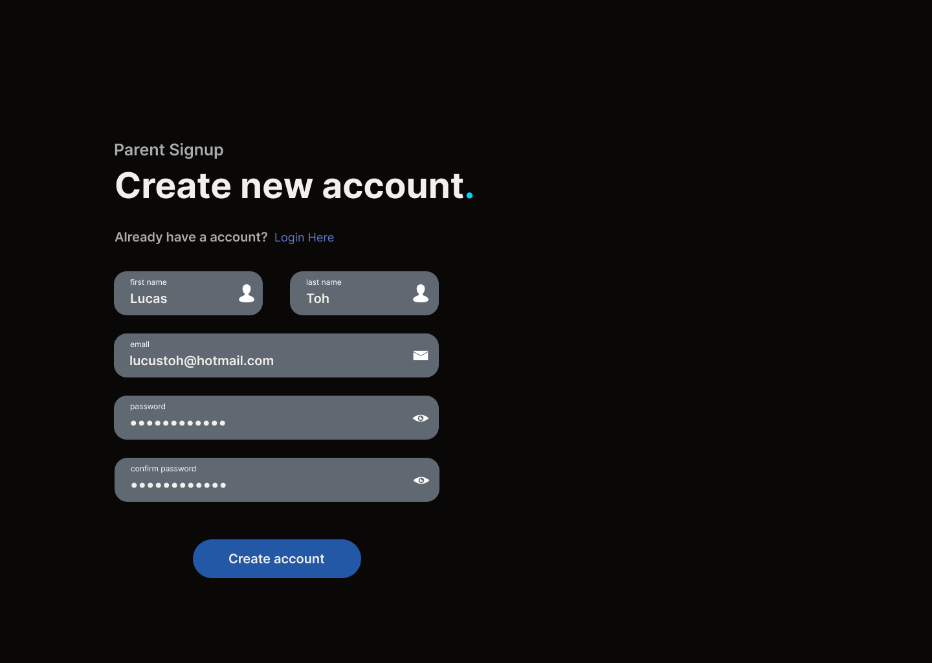 Parent Signup
Create new account.
Already have a account? Login Here
first name last name
Lucas Toh
email
lucustoh@hotmail.com
password
●●●●●●●●●●●●
confirm password
●●●●●●●●●●●●
Create account